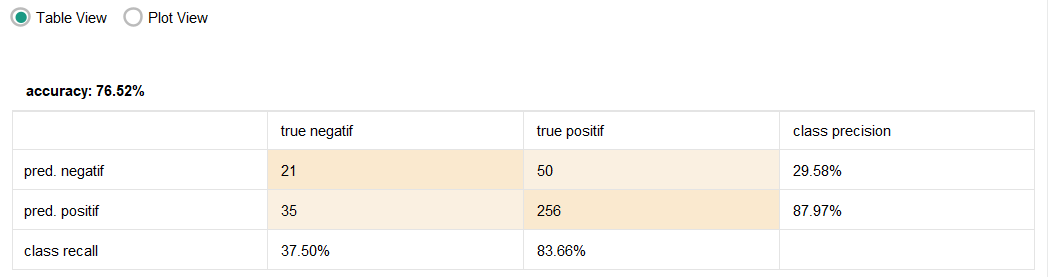 Table View Plot View
accuracy: 76.52%
true negatif true positif class precision
pred. negatif 21 50 29.58%
pred. positif 35 256 87.97%
class recall 37.50% 83.66%